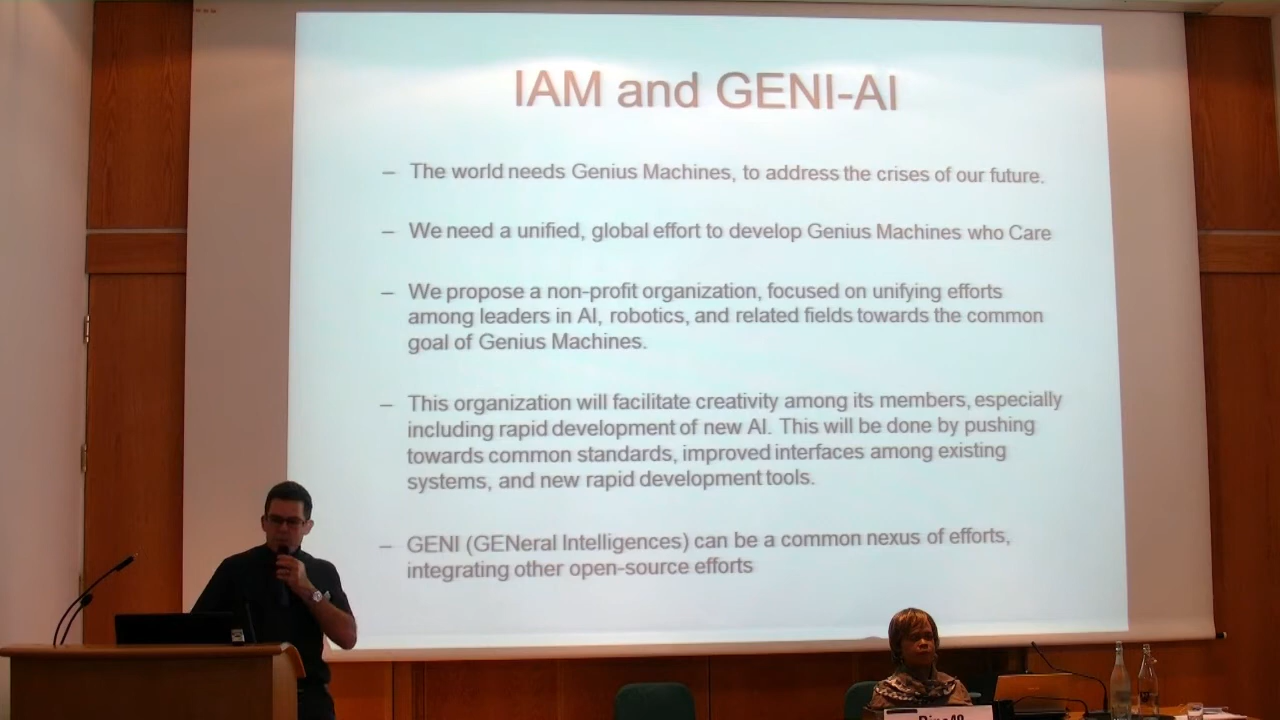 IAM and GENI-AI
– The world needs Genius Machines, to address the crises of our future.
– We need a unified, global effort to develop Genius Machines who Care
– We propose a non-profit organization, focused on unifying efforts
among leaders in AI, robotics, and related fields towards the common
goal of Genius Machines.
– This organization will facilitate creativity among its members, especially
including rapid development of new AI. This will be done by pushing
towards common standards, improved interfaces among existing
systems, and new rapid development tools.
– GENI (GENeral Intelligences) can be a common nexus of efforts,
integrating other open-source efforts